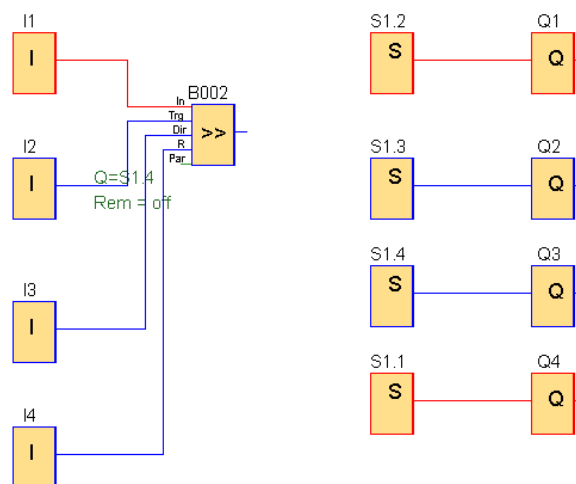 I1
I
I2
I
I3
I
I4
I
B002
In
Trg
Dir
R
Par
>>
Q=S1.4
Rem = off
S1.2
S
Q1
Q
S1.3
S
Q2
Q
S1.4
S
Q3
Q
S1.1
S
Q4
Q